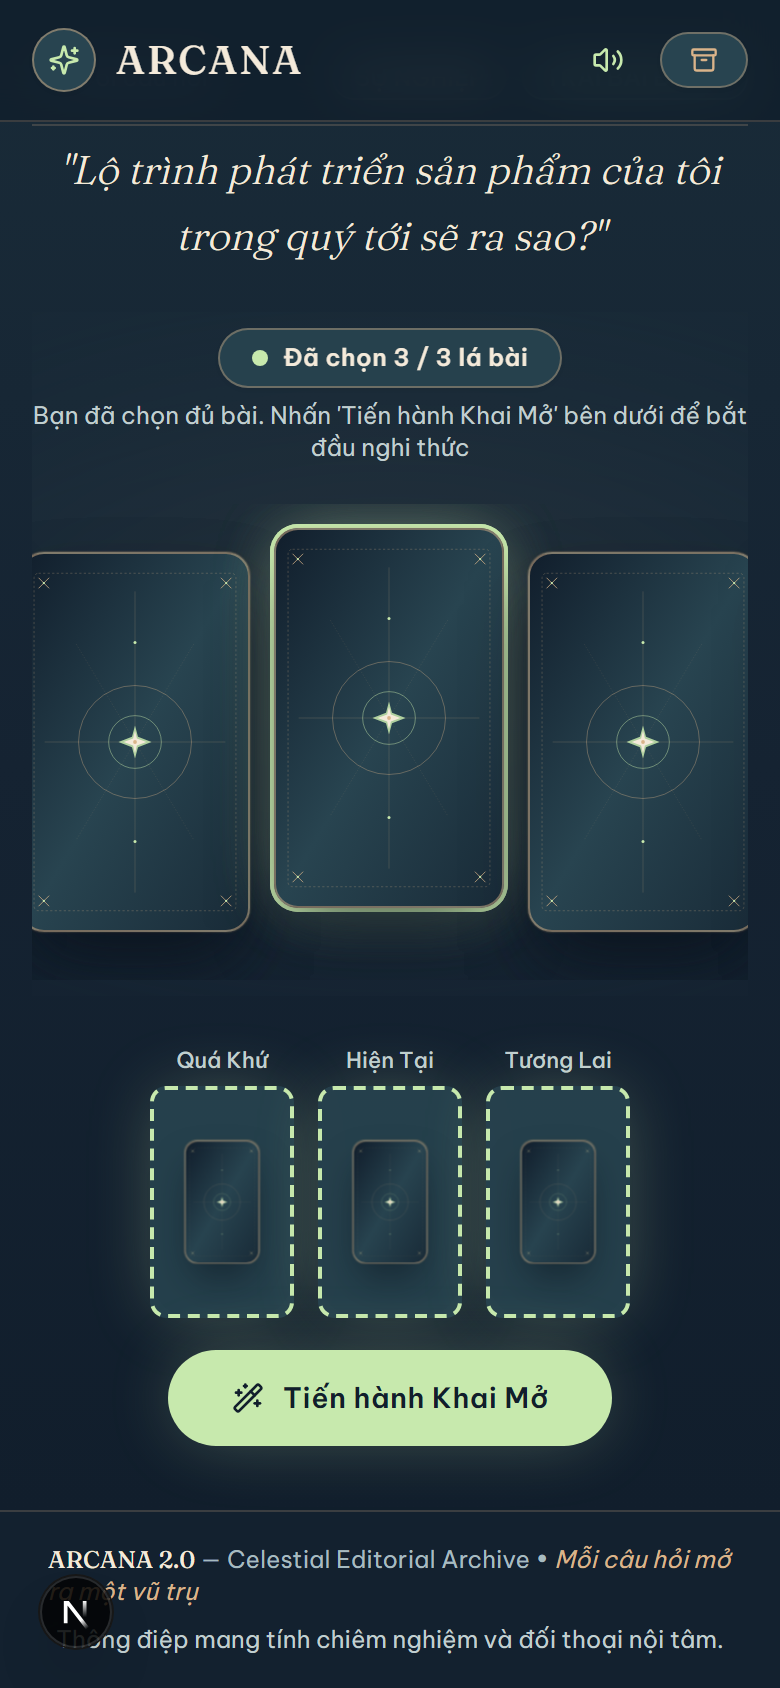 ARCANA
"Lộ trình phát triển sản phẩm của tôi
trong quý tới sẽ ra sao?"
Đã chọn 3 / 3 lá bài
Bạn đã chọn đủ bài. Nhấn 'Tiến hành Khai Mở' bên dưới để bắt
đầu nghi thức
Quá Khứ
Hiện Tại
Tương Lai
Tiến hành Khai Mở
ARCANA 2.0 — Celestial Editorial Archive • Mỗi câu hỏi mở
ra một vũ trụ
N
Thông điệp mang tính chiêm nghiệm và đối thoại nội tâm.